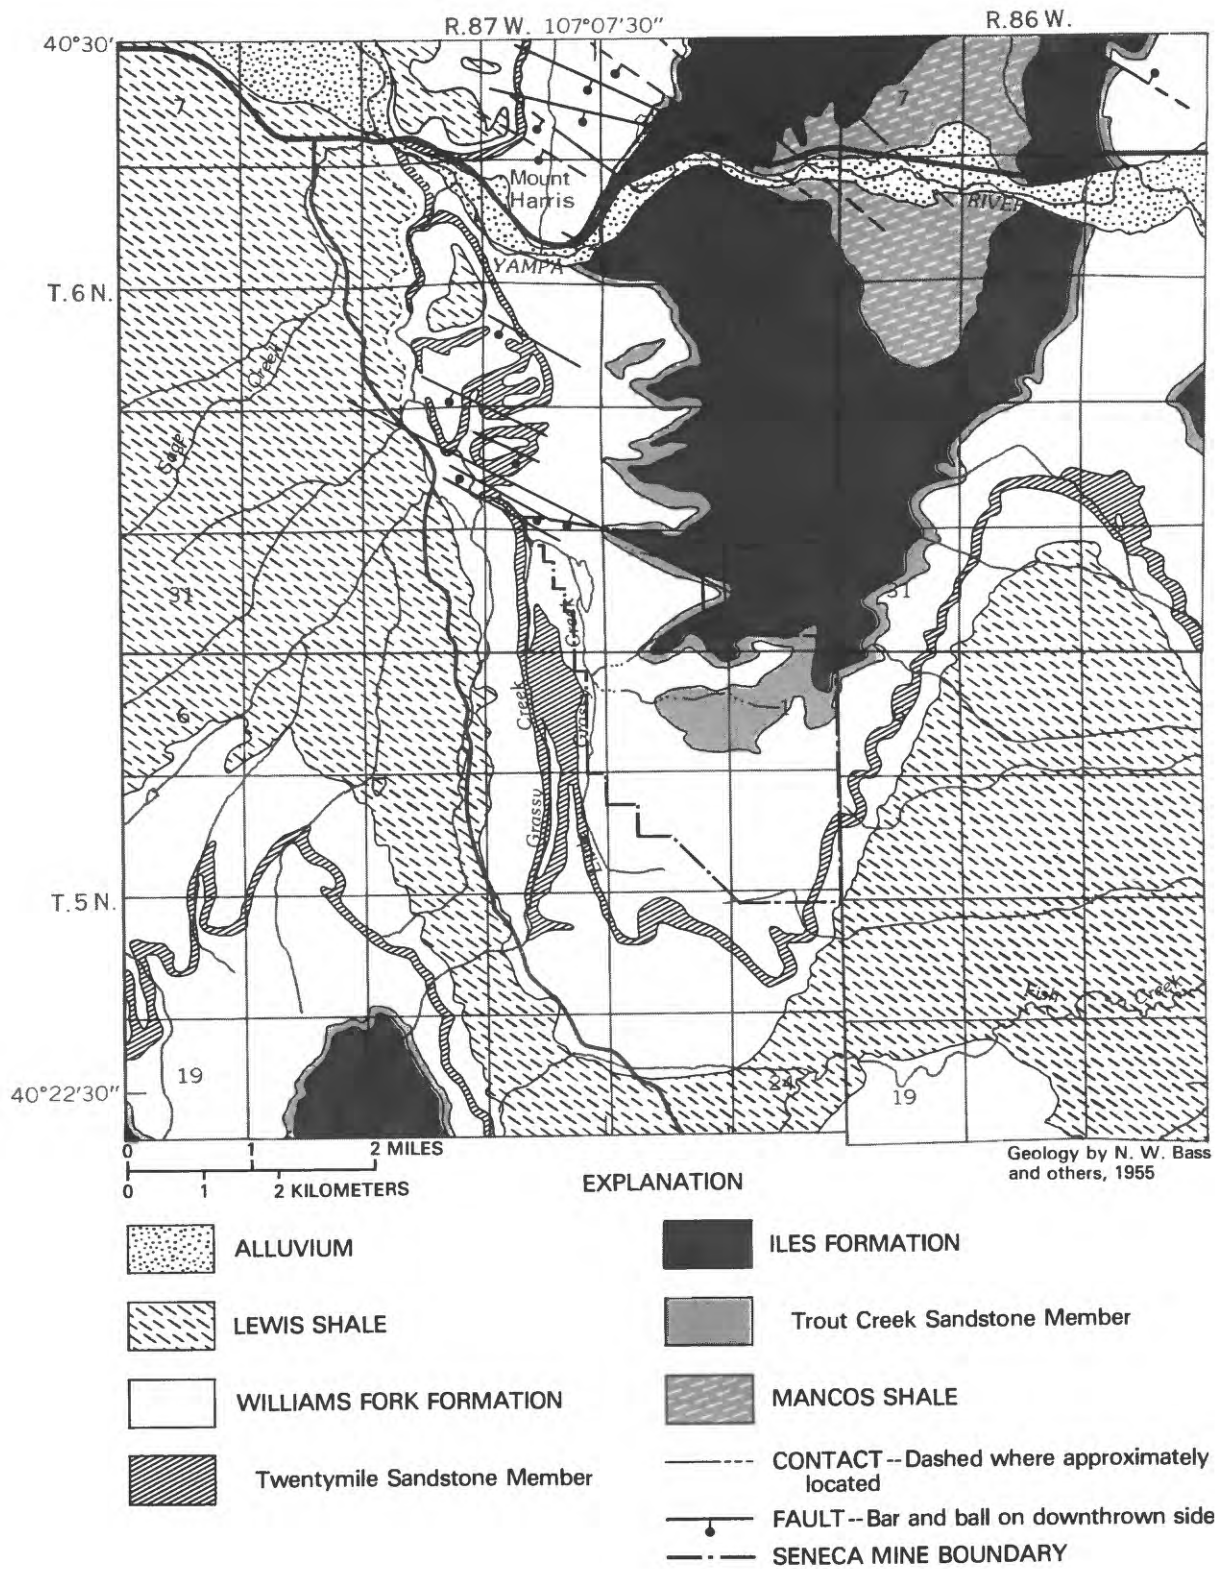 R.87 W. 107°07'30"
R.86 W.
40°30'
7
7
Mount
Harris
RIVER
YAMPA
T.6 N.
Creek
Sage
31
31
Creek
6
Creek
Grassy
1
Grassy
T.5 N.
Fish Creek
19
24
19
40°22'30"
0 1 2 MILES
0 1 2 KILOMETERS
Geology by N. W. Bass
and others, 1955
EXPLANATION
ALLUVIUM
LEWIS SHALE
WILLIAMS FORK FORMATION
Twentymile Sandstone Member
ILES FORMATION
Trout Creek Sandstone Member
MANCOS SHALE
CONTACT--Dashed where approximately
located
FAULT--Bar and ball on downthrown side
SENECA MINE BOUNDARY